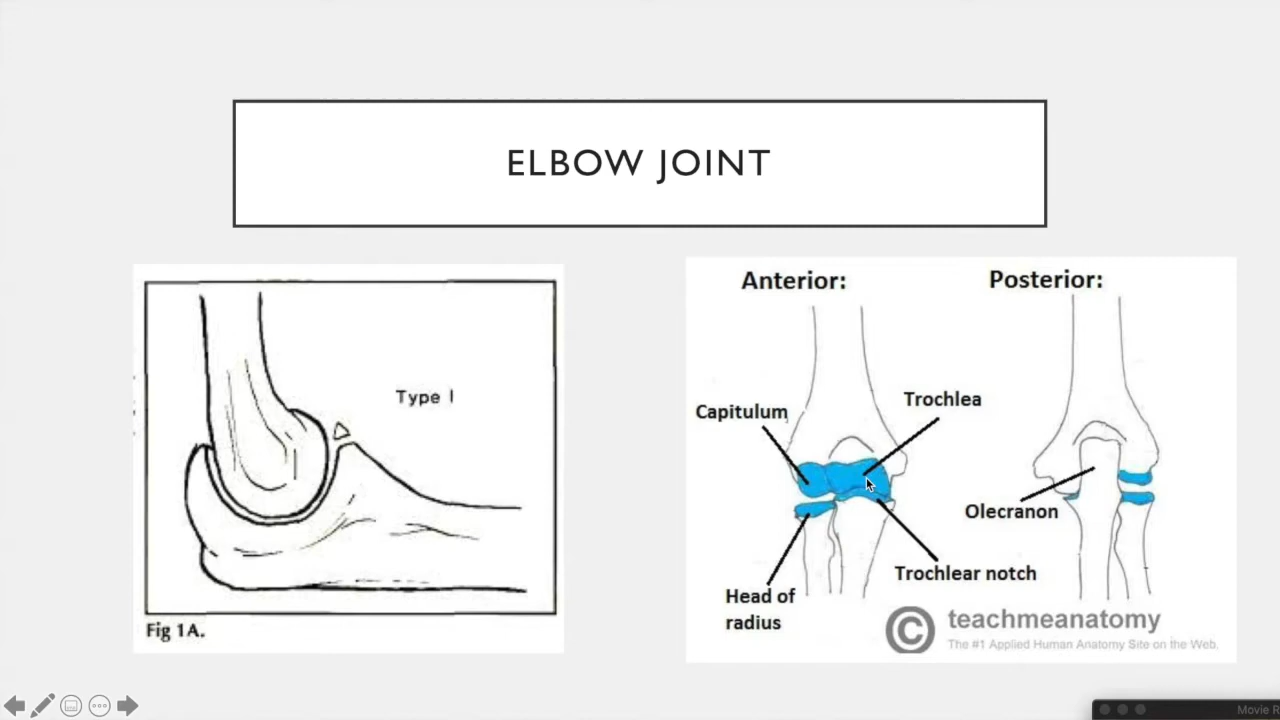 ELBOW JOINT
Type I
Fig 1A.
Anterior:
Posterior:
Capitulum
Trochlea
Olecranon
Trochlear notch
Head of
radius
© teachmeanatomy
The #1 Applied Human Anatomy Site on the Web.
Movie R